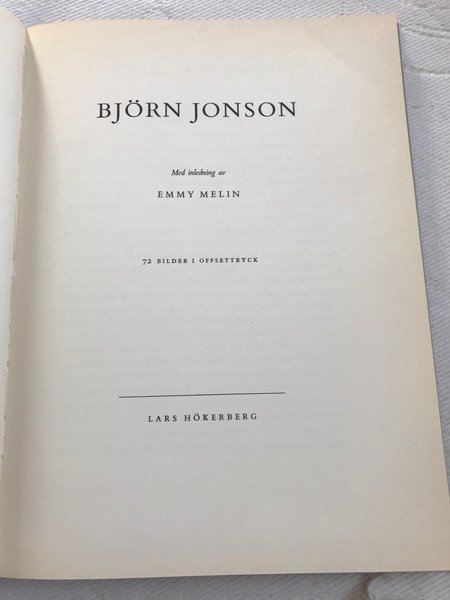 BJÖRN JONSON
Med inledning av
EMMY MELIN
72 BILDER I OFFSETTRYCK
LARS HÖKERBERG